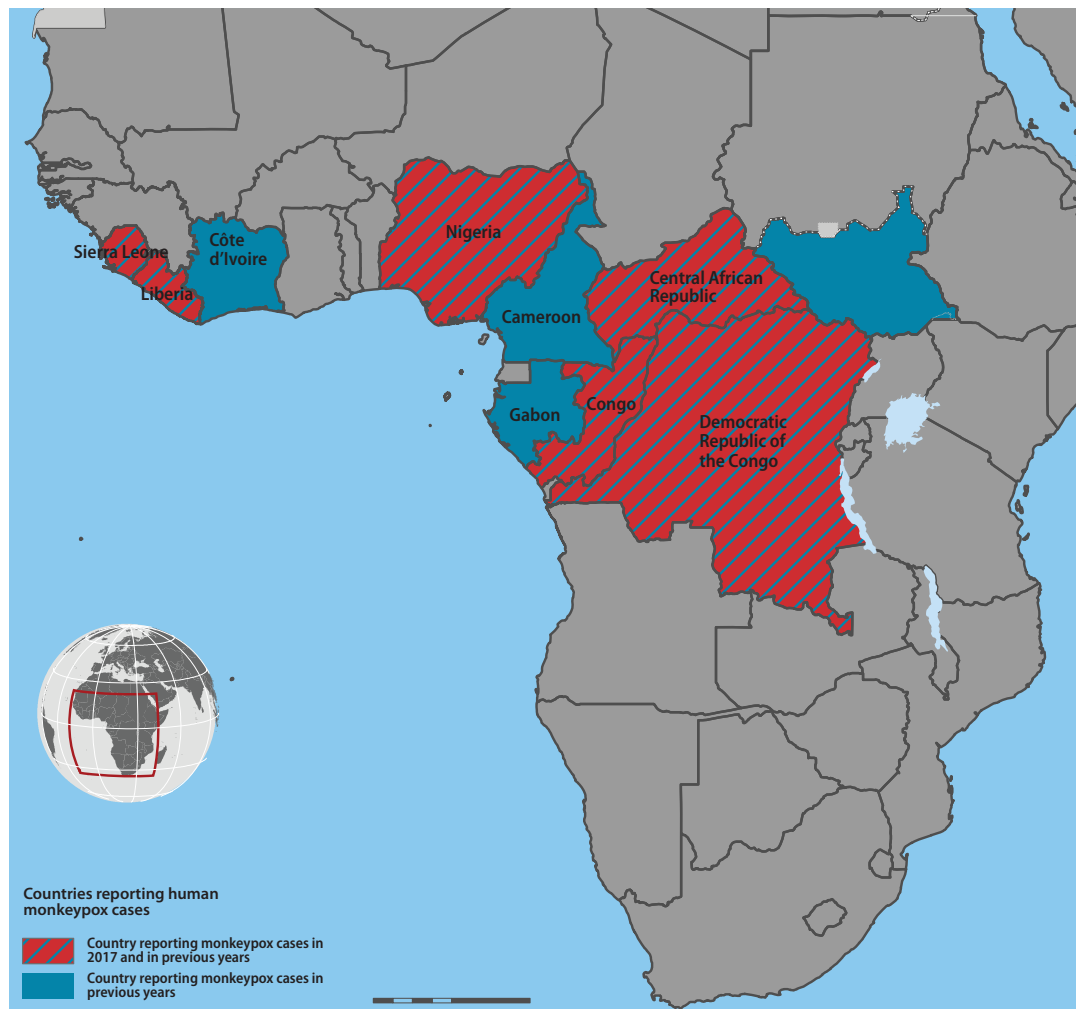 Nigeria
Sierra Leone
Côte
d’Ivoire
Liberia
Central African
Republic
Cameroon
Gabon
Congo
Democratic
Republic of
the Congo
Countries reporting human
monkeypox cases
Country reporting monkeypox cases in
2017 and in previous years
Country reporting monkeypox cases in
previous years